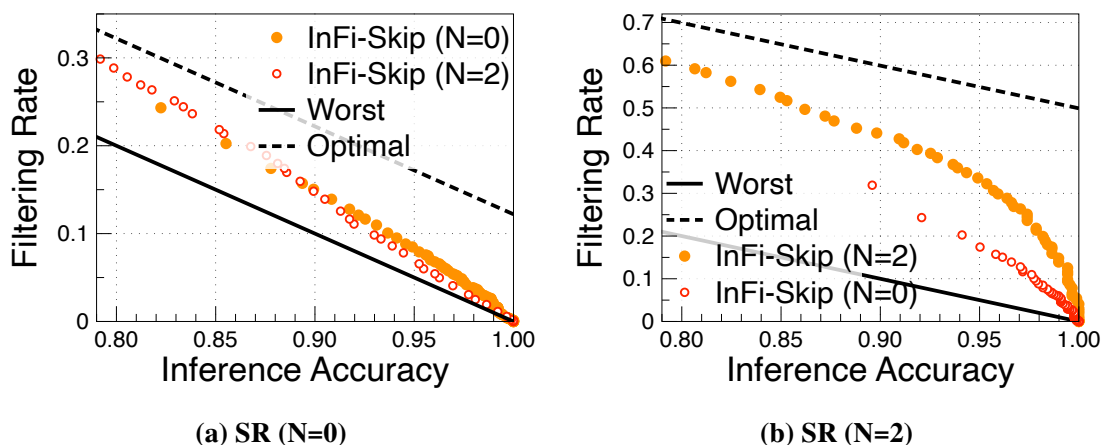 0.3
0.2
0.1
0
Filtering Rate
InFi-Skip (N=0)
InFi-Skip (N=2)
Worst
Optimal
0.80 0.85 0.90 0.95 1.00
Inference Accuracy
(a) SR (N=0)
0.7
0.6
0.5
0.4
0.3
0.2
0.1
0
Filtering Rate
Worst
Optimal
InFi-Skip (N=2)
InFi-Skip (N=0)
0.80 0.85 0.90 0.95 1.00
Inference Accuracy
(b) SR (N=2)